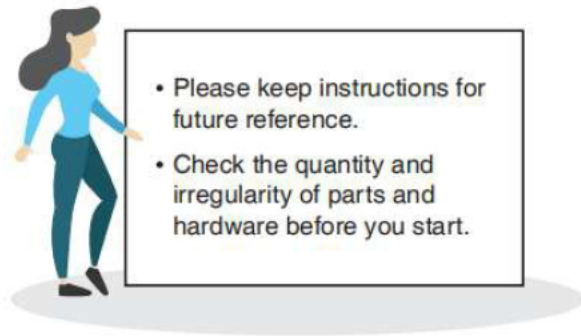 • Please keep instructions for
future reference.
• Check the quantity and
irregularity of parts and
hardware before you start.